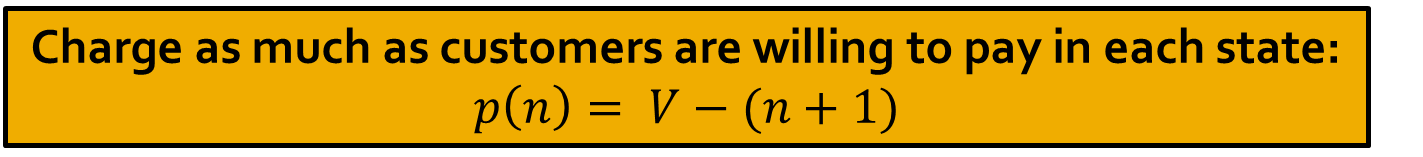 Charge as much as customers are willing to pay in each state:
𝑝(𝑛) = 𝑉 − (𝑛 + 1)